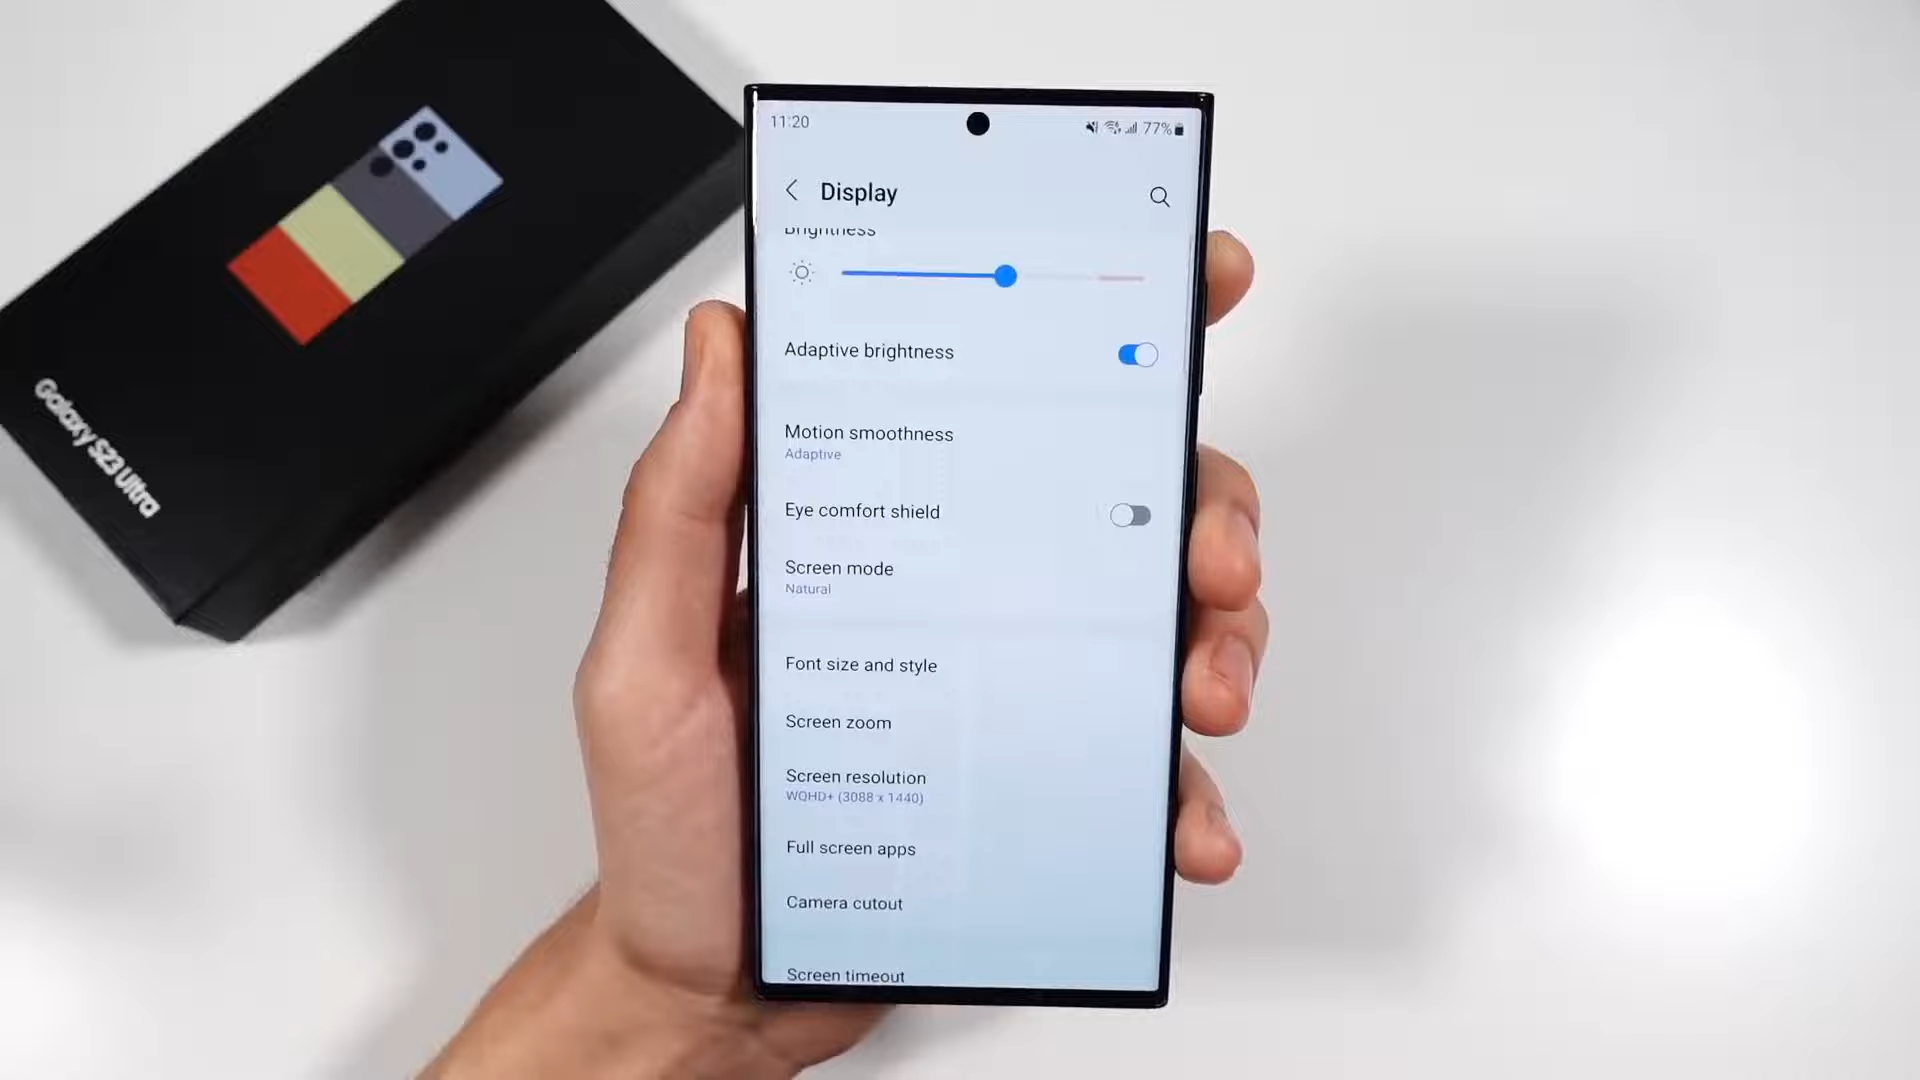 Galaxy S23 Ultra
11:20
77%
Display
Brightness
Adaptive brightness
Motion smoothness
Adaptive
Eye comfort shield
Screen mode
Natural
Font size and style
Screen zoom
Screen resolution
WQHD+ (3088 x 1440)
Full screen apps
Camera cutout
Screen timeout